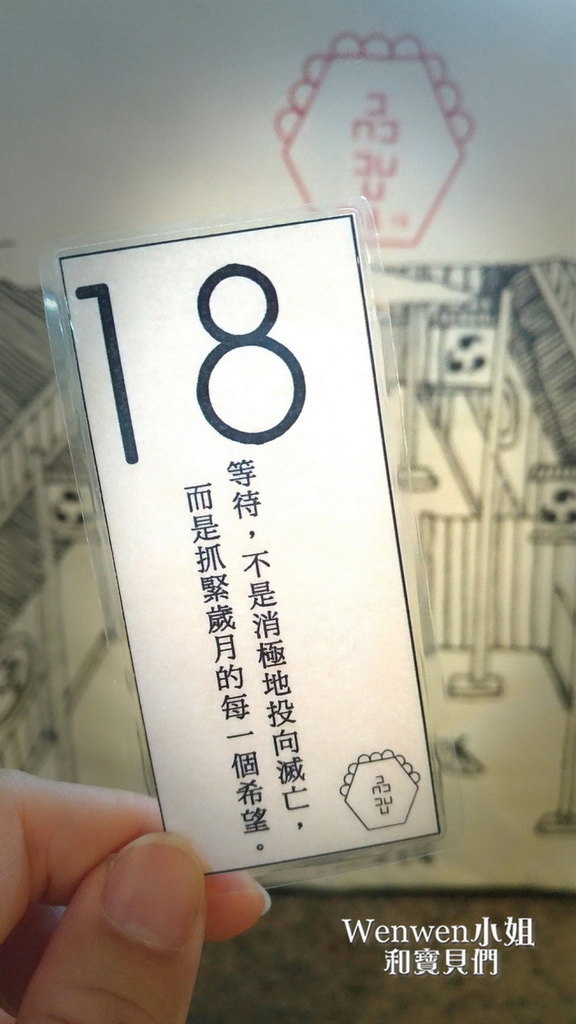 18
等待，不是消極地投向滅亡，
而是抓緊歲月的每一個希望。
Wenwen小姐
和寶貝們